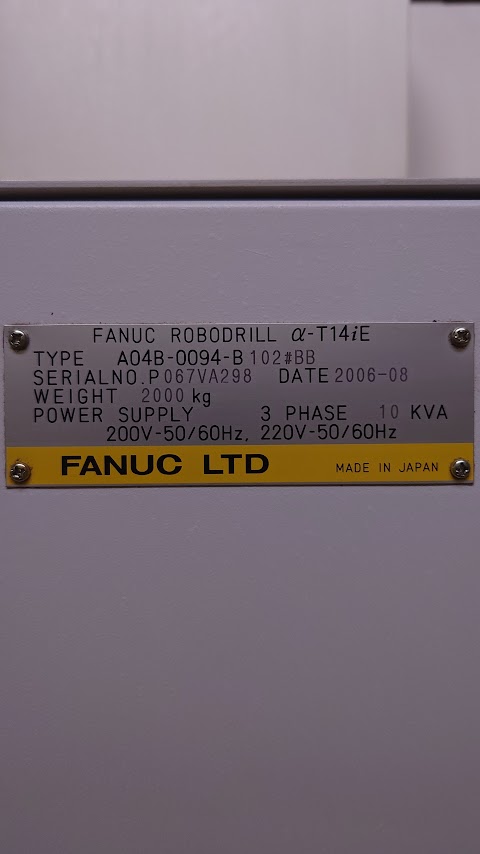 FANUC ROBODRILL α-T14iE
TYPE A04B-0094-B102#BB
SERIALNO.P067VA298 DATE 2006-08
WEIGHT 2000 kg
POWER SUPPLY 3 PHASE 10 KVA
200V-50/60Hz, 220V-50/60Hz
FANUC LTD MADE IN JAPAN